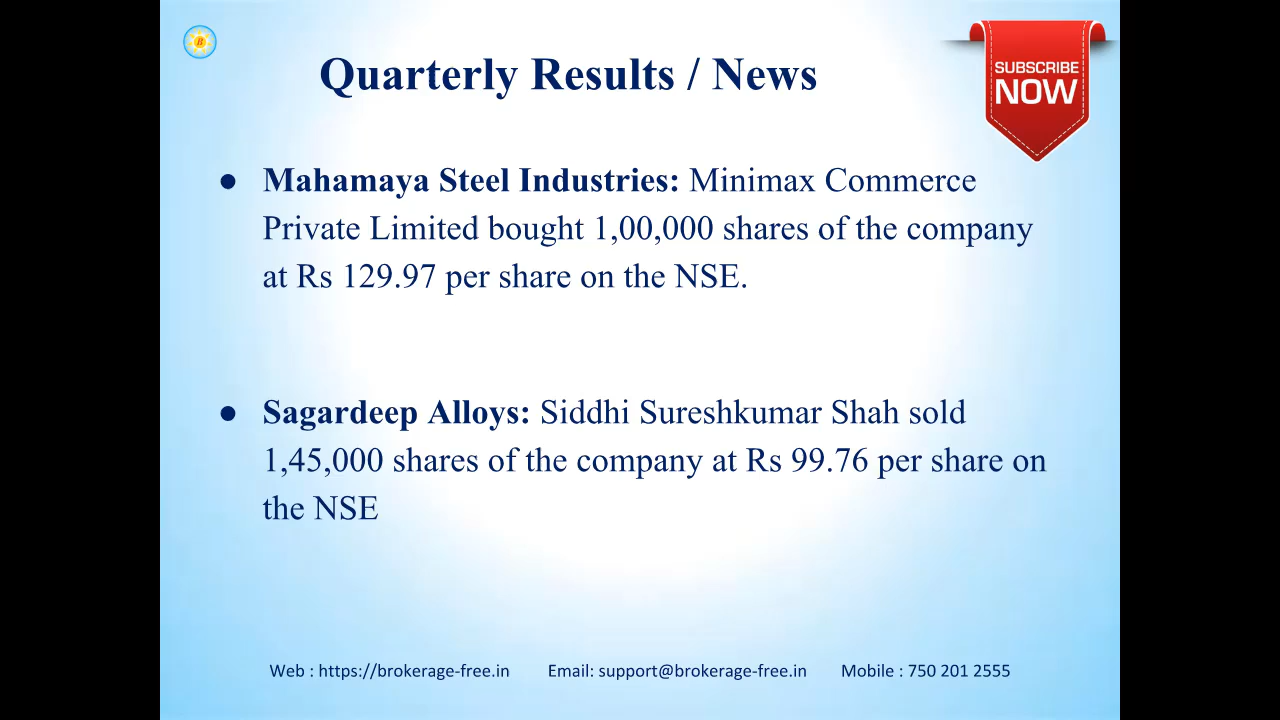 Quarterly Results / News
SUBSCRIBE
NOW
● Mahamaya Steel Industries: Minimax Commerce
Private Limited bought 1,00,000 shares of the company
at Rs 129.97 per share on the NSE.
● Sagardeep Alloys: Siddhi Sureshkumar Shah sold
1,45,000 shares of the company at Rs 99.76 per share on
the NSE
Web : https://brokerage-free.in Email: support@brokerage-free.in Mobile : 750 201 2555